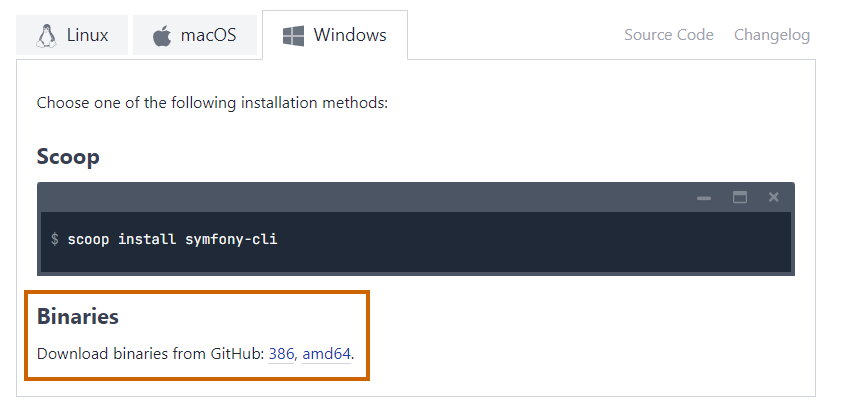 Linux macOS Windows Source Code Changelog
Choose one of the following installation methods:
Scoop
$ scoop install symfony-cli
Binaries
Download binaries from GitHub: 386, amd64.